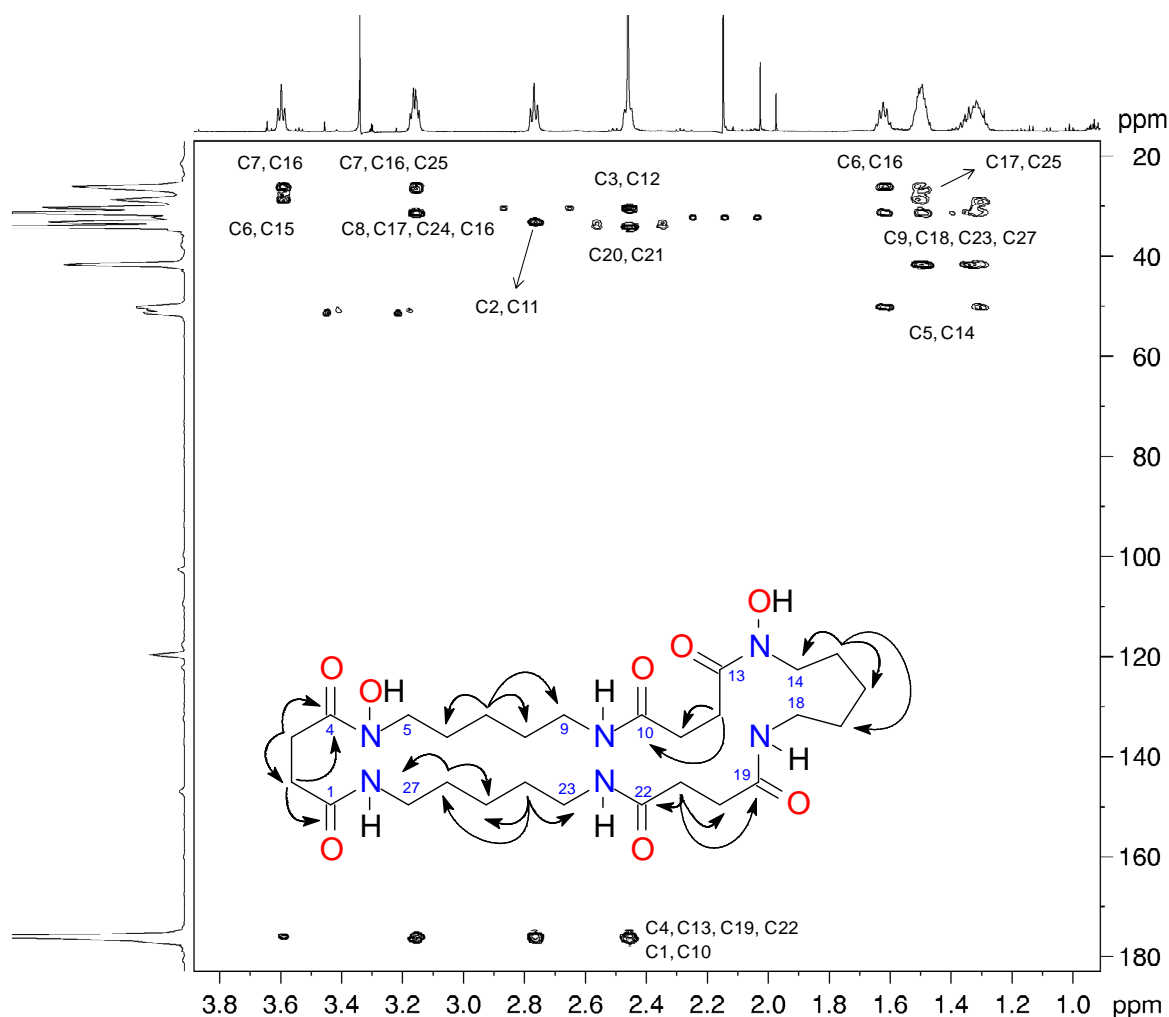 ppm
20
40
60
80
100
120
140
160
180
ppm
C7, C16
C7, C16, C25
C6, C16
C17, C25
C3, C12
C6, C15
C8, C17, C24, C16
C9, C18, C23, C27
C20, C21
C2, C11
C5, C14
OH
O
N
13
14
O
OH
H
O
4
N
5
9
N
10
18
N
H
1
N
27
23
N
22
19
O
H
H
O
O
C4, C13, C19, C22
C1, C10
3.8 3.6 3.4 3.2 3.0 2.8 2.6 2.4 2.2 2.0 1.8 1.6 1.4 1.2 1.0 ppm